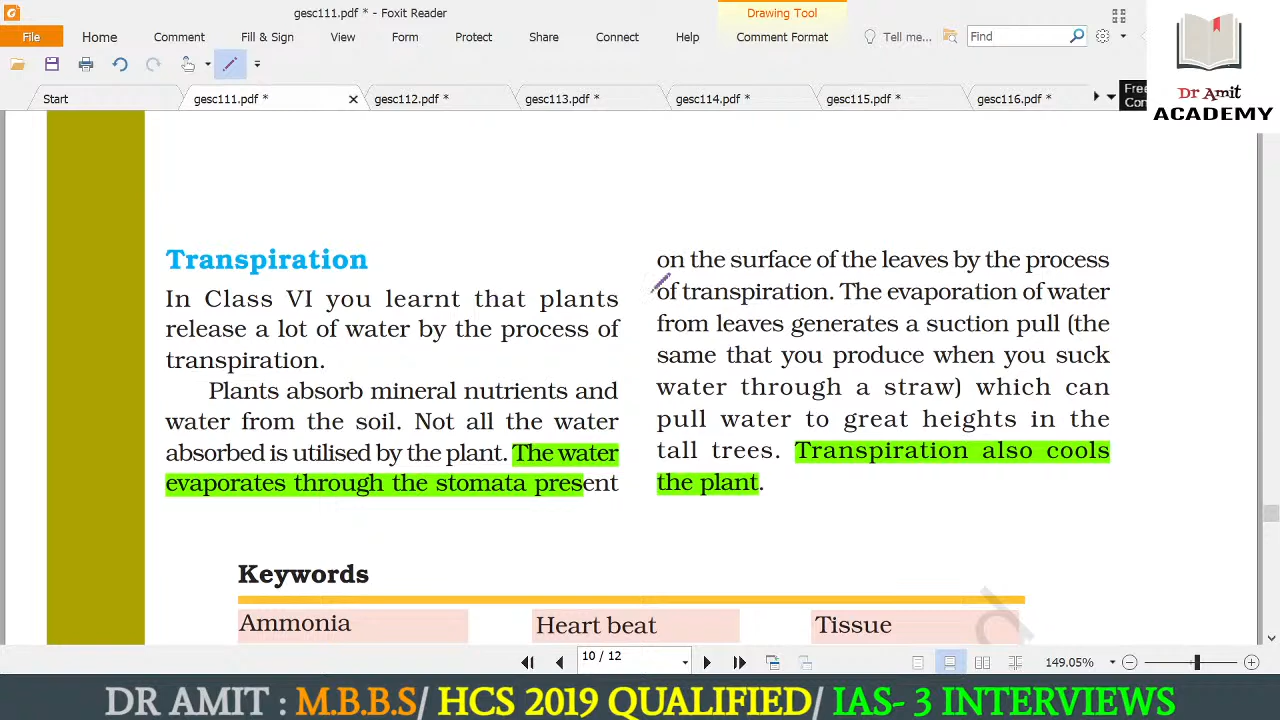 gesc111.pdf * - Foxit Reader
Drawing Tool
File
Home
Comment
Fill & Sign
View
Form
Protect
Share
Connect
Help
Comment Format
Tell me...
Find
Start
gesc111.pdf *
gesc112.pdf *
gesc113.pdf *
gesc114.pdf *
gesc115.pdf *
gesc116.pdf *
Dr Amit
ACADEMY
Transpiration
In Class VI you learnt that plants
release a lot of water by the process of
transpiration.
Plants absorb mineral nutrients and
water from the soil. Not all the water
absorbed is utilised by the plant. The water
evaporates through the stomata present
on the surface of the leaves by the process
of transpiration. The evaporation of water
from leaves generates a suction pull (the
same that you produce when you suck
water through a straw) which can
pull water to great heights in the
tall trees. Transpiration also cools
the plant.
Keywords
Ammonia
Heart beat
Tissue
10 / 12
149.05%
DR AMIT : M.B.B.S/ HCS 2019 QUALIFIED/ IAS- 3 INTERVIEWS